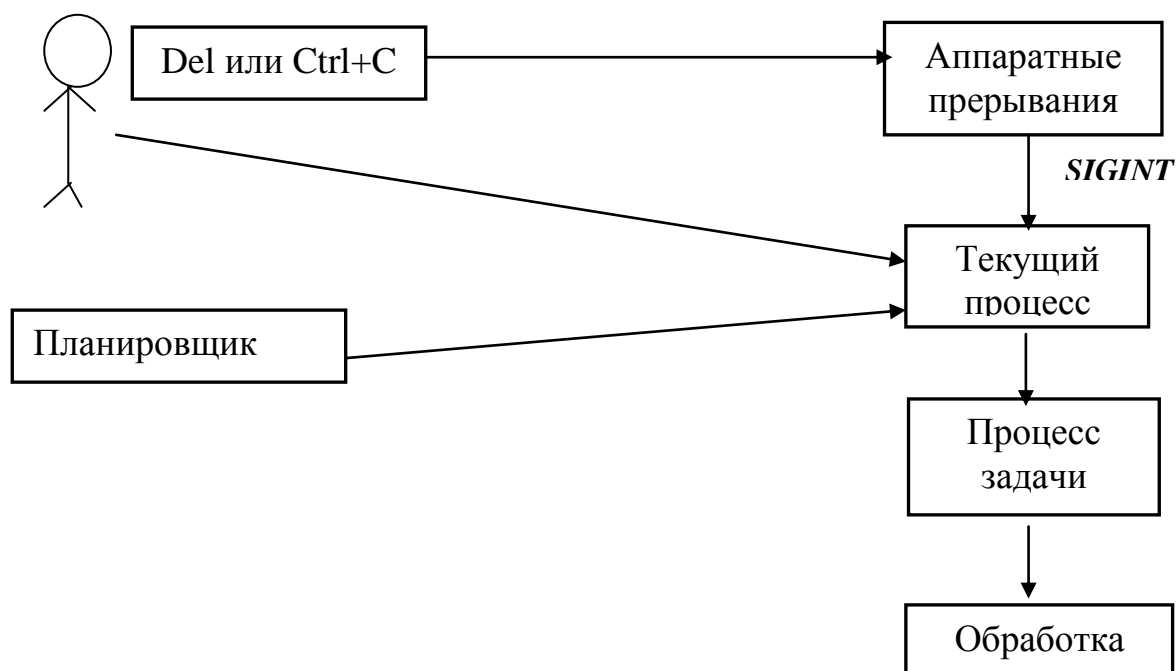 Del или Ctrl+C
Аппаратные
прерывания
SIGINT
Текущий
процесс
Планировщик
Процесс
задачи
Обработка